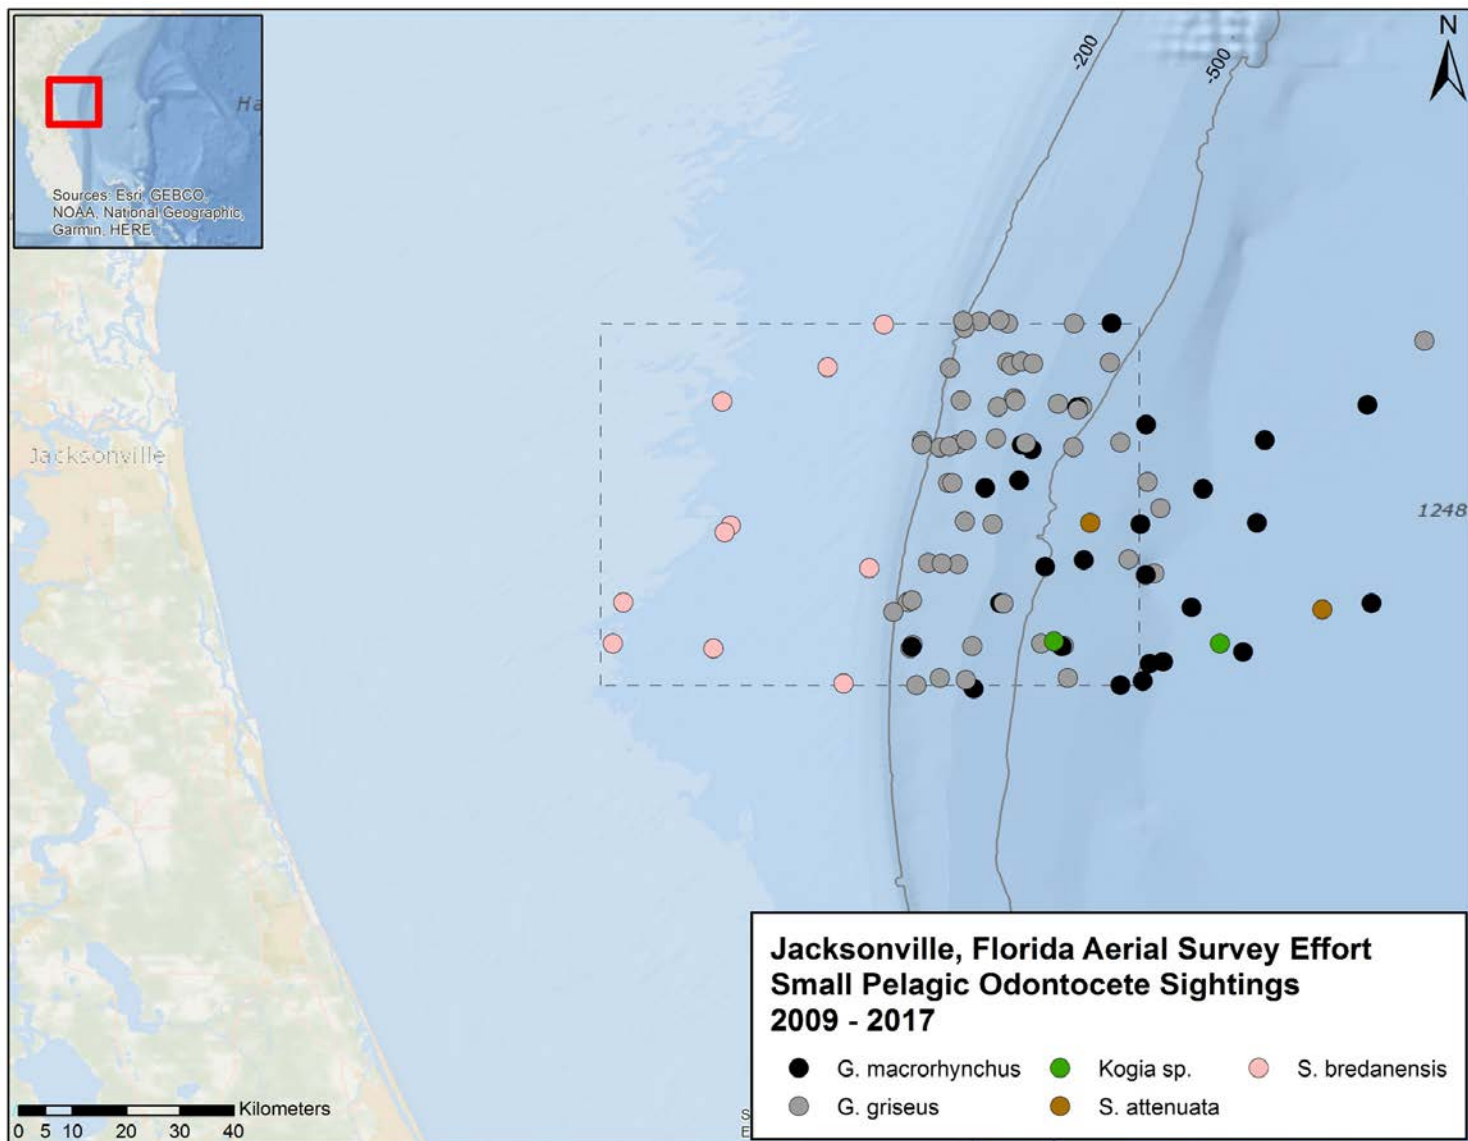 N
-200
-500
Ha
Sources: Esri, GEBCO,
NOAA, National Geographic,
Garmin, HERE,
Jacksonville
1248
Jacksonville, Florida Aerial Survey Effort
Small Pelagic Odontocete Sightings
2009 - 2017
G. macrorhynchus Kogia sp. S. bredanensis
G. griseus S. attenuata
Kilometers
0 5 10 20 30 40
S
E